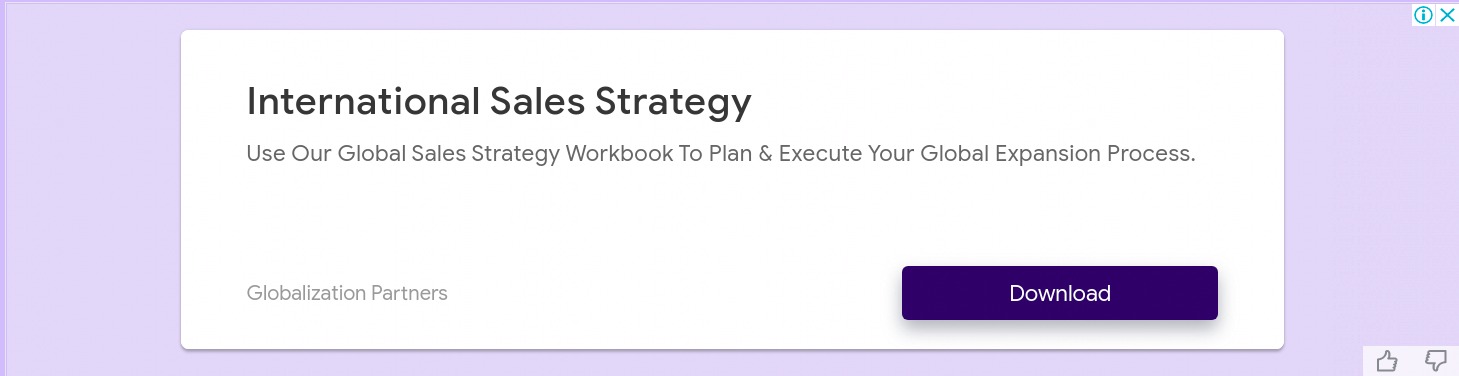 International Sales Strategy
Use Our Global Sales Strategy Workbook To Plan & Execute Your Global Expansion Process.
Globalization Partners
Download